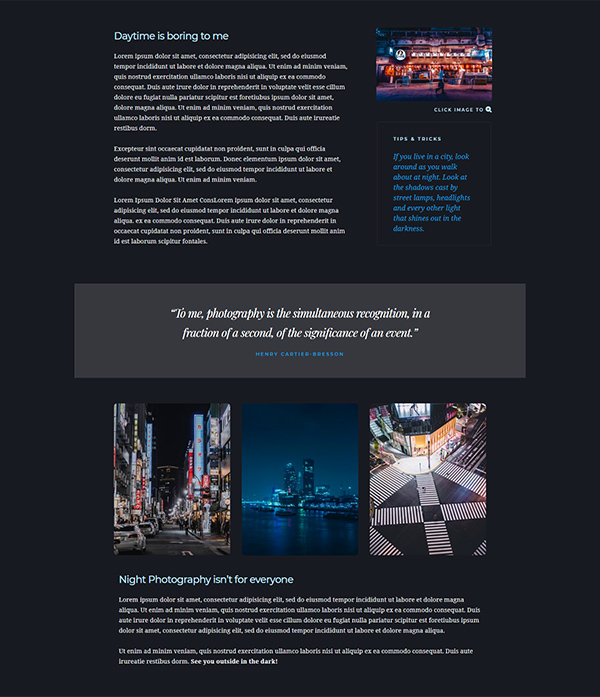 Daytime is boring to me
Lorem ipsum dolor sit amet, consectetur adipisicing elit, sed do eiusmod
tempor incididunt ut labore et dolore magna aliqua. Ut enim ad minim veniam,
quis nostrud exercitation ullamco laboris nisi ut aliquip ex ea commodo
consequat. Duis aute irure dolor in reprehenderit in voluptate velit esse cillum
dolore eu fugiat nulla pariatur scipitur est foretiubus ipsum dolor sit amet,
dolore magna aliqua. Ut enim ad minim veniam, quis nostrud exercitation
ullamco laboris nisi ut aliquip ex ea commodo consequat. Duis aute irureatie
restibus dorm.
Excepteur sint occaecat cupidatat non proident, sunt in culpa qui officia
deserunt mollit anim id est laborum. Donec elementum ipsum dolor sit amet,
consectetur adipisicing elit, sed do eiusmod tempor incididunt ut labore et
dolore magna aliqua. Ut enim ad minim veniam.
Lorem Ipsum Dolor Sit Amet ConsLorem ipsum dolor sit amet, consectetur
adipisicing elit, sed do eiusmod tempor incididunt ut labore et dolore magna
aliqua. ex ea commodo consequat. Duis aute irure dolor in reprehenderit in
occaecat cupidatat non proident, sunt in culpa qui officia deserunt mollit anim
id est laborum scipitur fontales.
CLICK IMAGE TO
TIPS & TRICKS
If you live in a city, look
around as you walk
about at night. Look at
the shadows cast by
street lamps, headlights
and every other light
that shines out in the
darkness.
“To me, photography is the simultaneous recognition, in a
fraction of a second, of the significance of an event.”
HENRY CARTIER-BRESSON
Night Photography isn’t for everyone
Lorem ipsum dolor sit amet, consectetur adipisicing elit, sed do eiusmod tempor incididunt ut labore et dolore magna
aliqua. Ut enim ad minim veniam, quis nostrud exercitation ullamco laboris nisi ut aliquip ex ea commodo consequat. Duis
aute irure dolor in reprehenderit in voluptate velit esse cillum dolore eu fugiat nulla pariatur scipitur est foretiubus ipsum
dolor sit amet, consectetur adipisicing elit, sed do eiusmod tempor incididunt ut labore et dolore magna aliqua.
Ut enim ad minim veniam, quis nostrud exercitation ullamco laboris nisi ut aliquip ex ea commodo consequat. Duis aute
irureatie restibus dorm. See you outside in the dark!